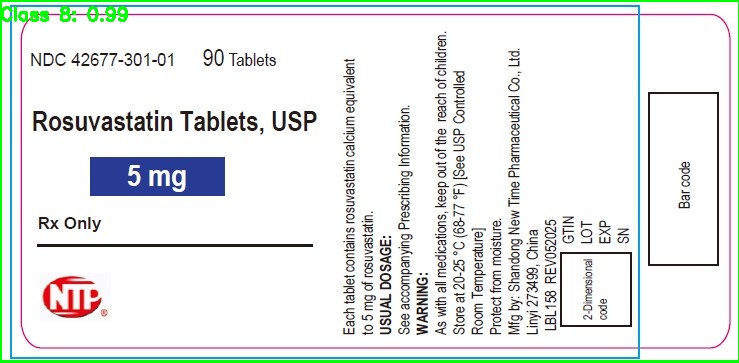 Class 8: 0.99
NDC 42677-301-01 90 Tablets
Rosuvastatin Tablets, USP
5 mg
Rx Only
NTP®
Each tablet contains rosuvastatin calcium equivalent
to 5 mg of rosuvastatin.
USUAL DOSAGE:
See accompanying Prescribing Information.
WARNING:
As with all medications, keep out of the reach of children.
Store at 20-25 °C (68-77 °F) [See USP Controlled
Room Temperature]
Protect from moisture.
Mfg by: Shandong New Time Pharmaceutical Co., Ltd.
Linyi 273499, China
LBL158 REV052025
GTIN
LOT
EXP
SN
2-Dimensional
code
Bar code